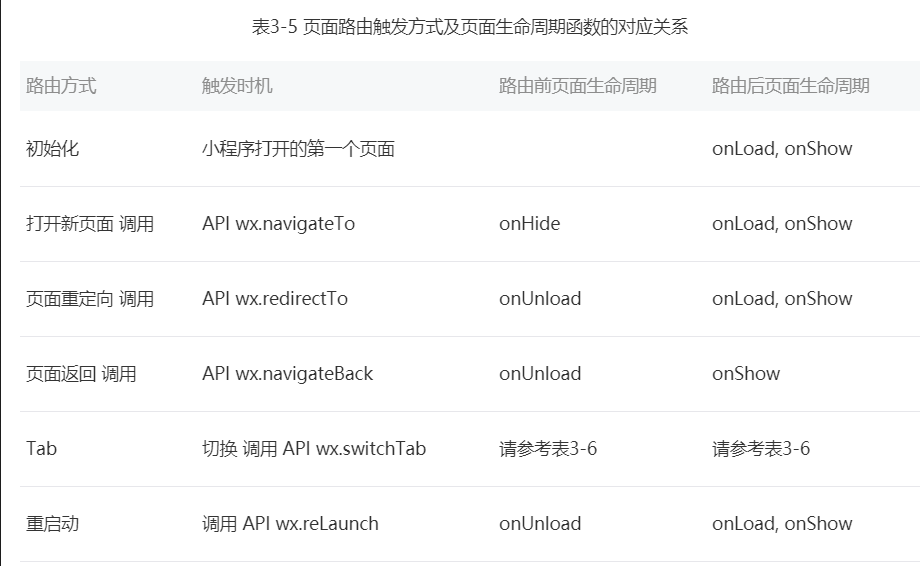 表3-5 页面路由触发方式及页面生命周期函数的对应关系
路由方式 触发时机 路由前页面生命周期 路由后页面生命周期
初始化 小程序打开的第一个页面 onLoad, onShow
打开新页面 调用 API wx.navigateTo onHide onLoad, onShow
页面重定向 调用 API wx.redirectTo onUnload onLoad, onShow
页面返回 调用 API wx.navigateBack onUnload onShow
Tab 切换 调用 API wx.switchTab 请参考表3-6 请参考表3-6
重启动 调用 API wx.reLaunch onUnload onLoad, onShow